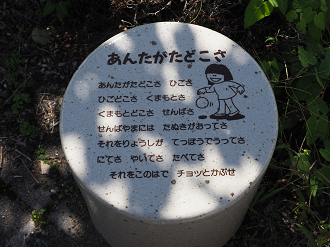 あんたがたどこさ
あんたがたどこさ　ひごさ
ひごどこさ　くまもとさ
くまもとどこさ　せんばさ
せんばやまには　たぬきがおってさ
それをりょうしが　てっぽうでうってさ
にてさ　やいてさ　たべてさ
それをこのはで　チョッとかぶせ